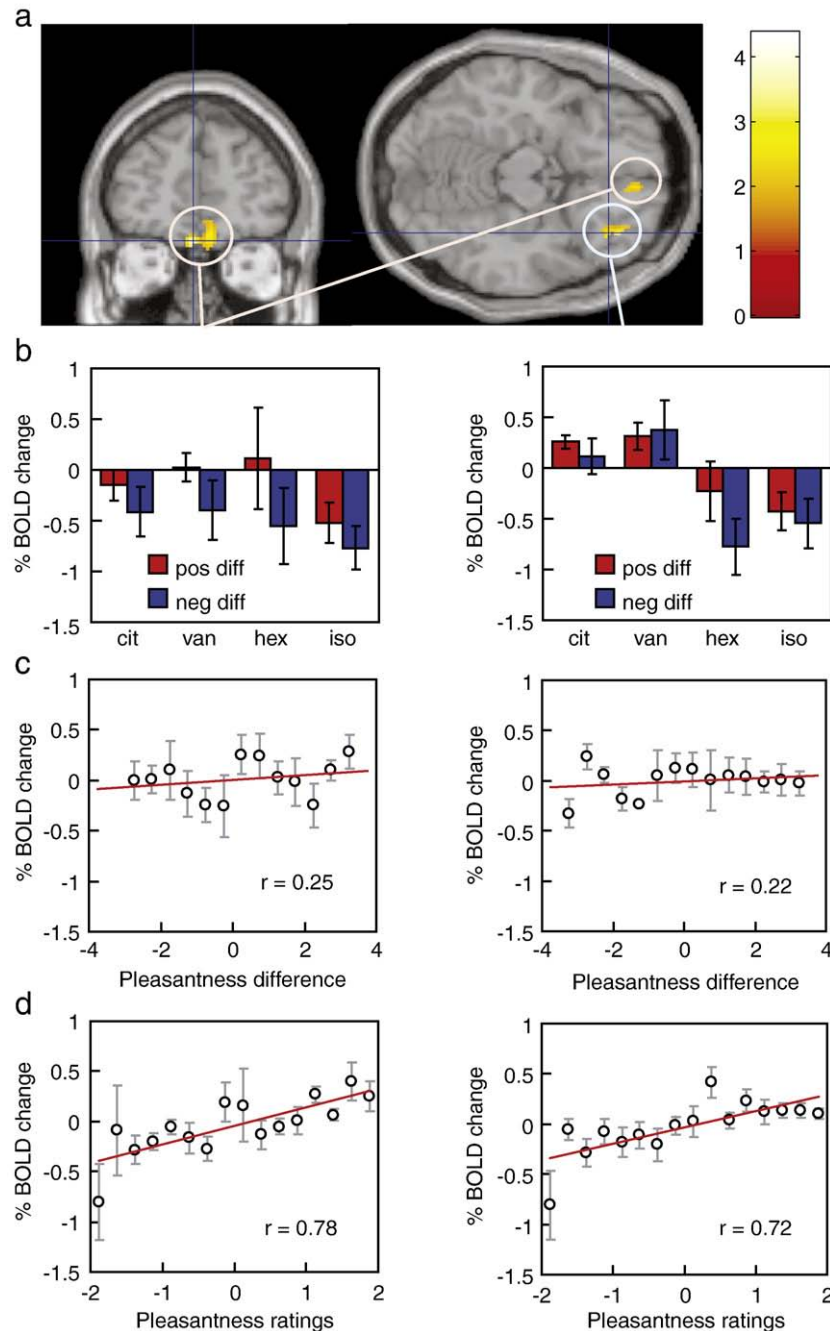 a
4
3
2
1
0
b
% BOLD change
1
0.5
0
-0.5
-1
-1.5
pos diff
neg diff
cit van hex iso
% BOLD change
1
0.5
0
-0.5
-1
-1.5
pos diff
neg diff
cit van hex iso
c
% BOLD change
1
0.5
0
-0.5
-1
-1.5
r = 0.25
-4 -2 0 2 4
Pleasantness difference
% BOLD change
1
0.5
0
-0.5
-1
-1.5
r = 0.22
-4 -2 0 2 4
Pleasantness difference
d
% BOLD change
1
0.5
0
-0.5
-1
-1.5
r = 0.78
-2 -1 0 1 2
Pleasantness ratings
% BOLD change
1
0.5
0
-0.5
-1
-1.5
r = 0.72
-2 -1 0 1 2
Pleasantness ratings